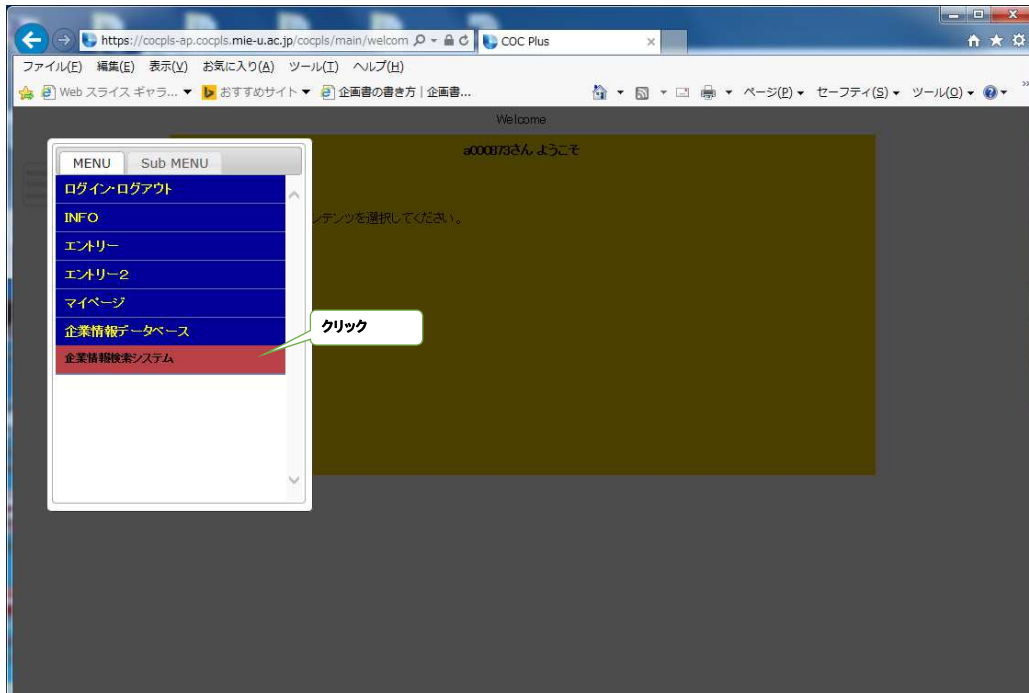 https://cocpls-ap.cocpls.mie-u.ac.jp/cocpls/main/welcom
COC Plus
ファイル(F) 編集(E) 表示(V) お気に入り(A) ツール(T) ヘルプ(H)
Web スライス ギャラ... おすすめサイト 企画書の書き方 | 企画書...
ページ(P) セーフティ(S) ツール(O)
Welcome
a000873さん ようこそ
MENU Sub MENU
ログイン・ログアウト
INFO
ンテンツを選択してください。
エントリー
エントリー2
マイページ
企業情報データベース
クリック
企業情報検索システム